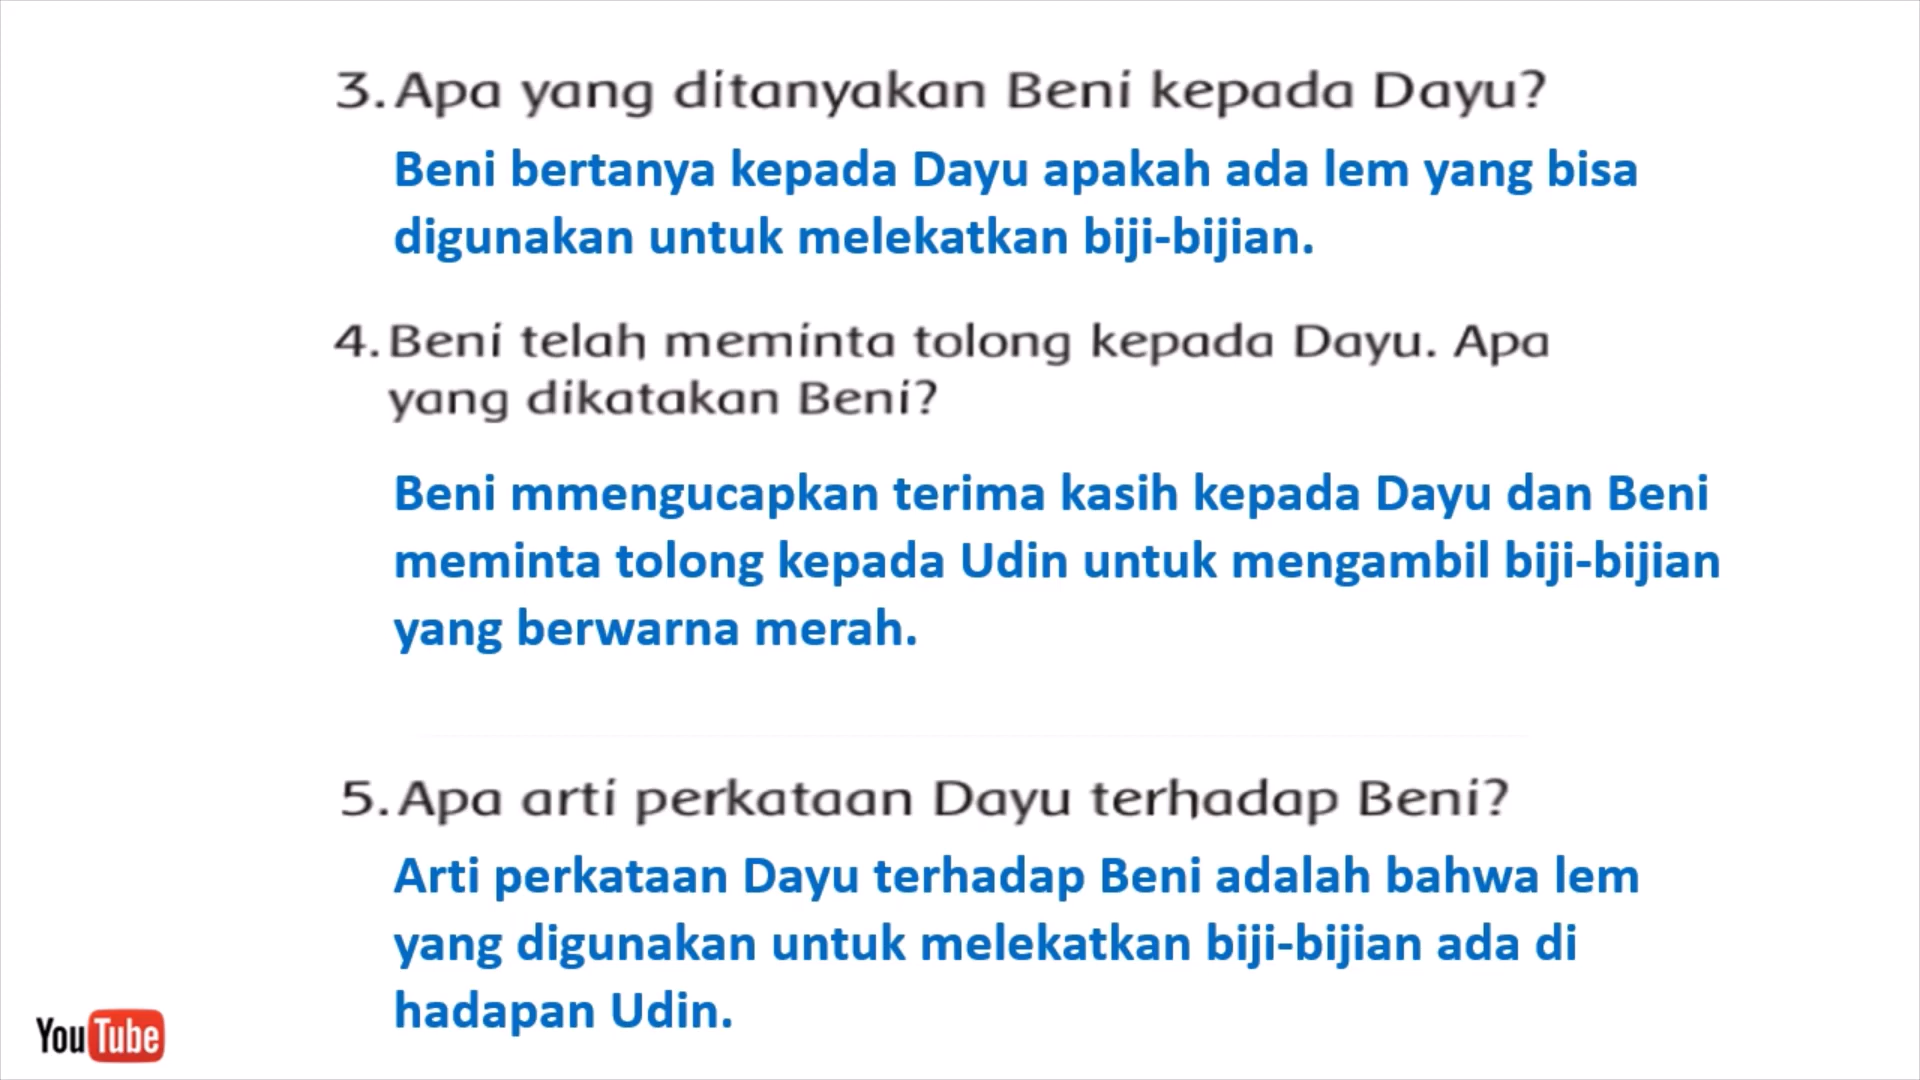 3. Apa yang ditanyakan Beni kepada Dayu?
Beni bertanya kepada Dayu apakah ada lem yang bisa
digunakan untuk melekatkan biji-bijian.
4. Beni telah meminta tolong kepada Dayu. Apa
yang dikatakan Beni?
Beni mmengucapkan terima kasih kepada Dayu dan Beni
meminta tolong kepada Udin untuk mengambil biji-bijian
yang berwarna merah.
5. Apa arti perkataan Dayu terhadap Beni?
Arti perkataan Dayu terhadap Beni adalah bahwa lem
yang digunakan untuk melekatkan biji-bijian ada di
hadapan Udin.
YouTube